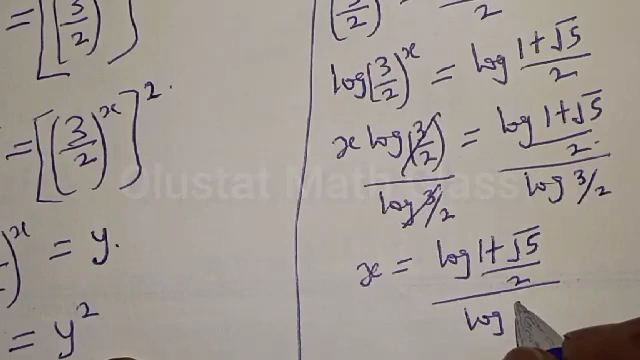 = [(3/2)
= [(3/2)^x]^2.
)^x = y.
= y^2
(3/2) = /2
log(3/2)^x = log (1+√5)/2
x log(3/2)/log 3/2 = log (1+√5)/2 / log 3/2
x = log (1+√5)/2 / log
Olustat Math Class